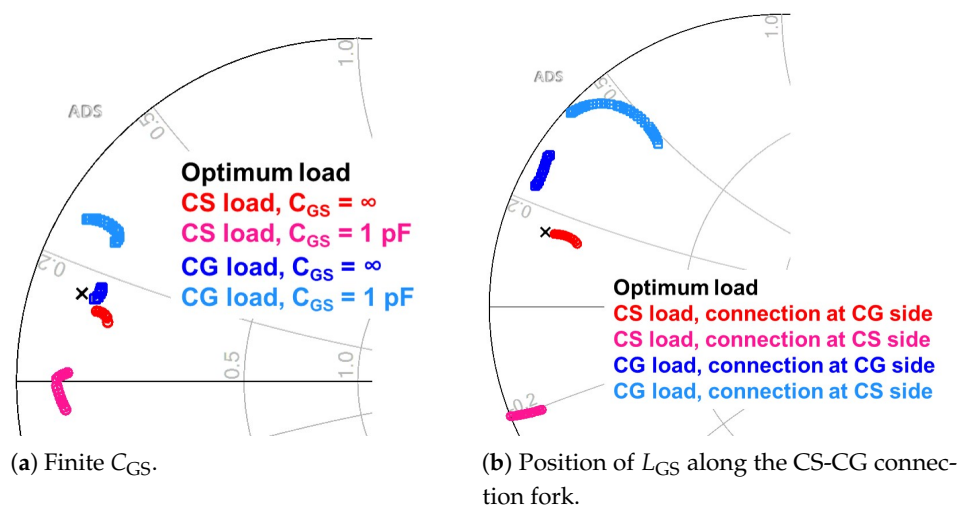 1.0
ADS
0.5
Optimum load
CS load, C_GS = ∞
CS load, C_GS = 1 pF
CG load, C_GS = ∞
CG load, C_GS = 1 pF
0.2
0.5
1.0
(a) Finite C_GS.
1.0
ADS
0.5
0.2
Optimum load
CS load, connection at CG side
CS load, connection at CS side
CG load, connection at CG side
CG load, connection at CS side
0.2
(b) Position of L_GS along the CS-CG connec-
tion fork.